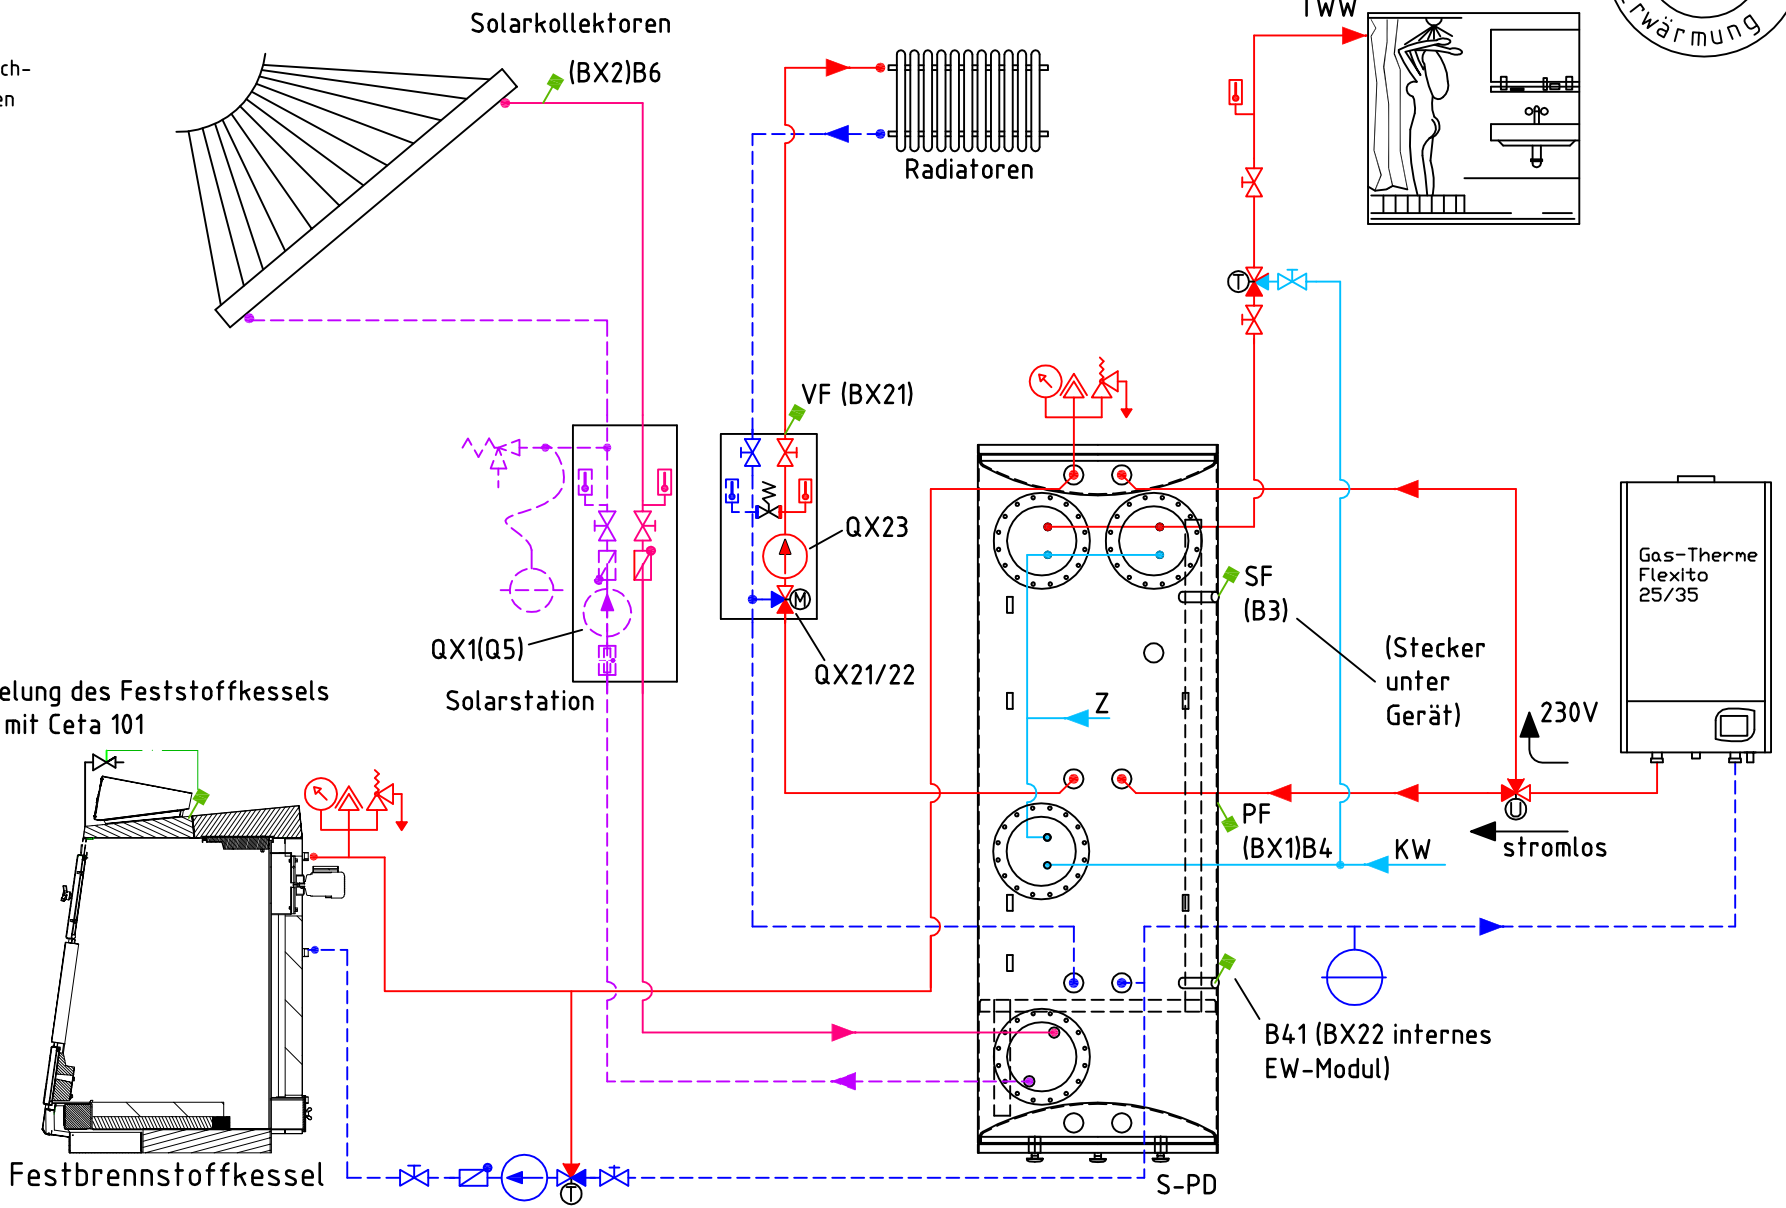 Solarkollektoren
(BX2)B6
TWW
Radiatoren
VF (BX21)
QX23
QX1(Q5)
QX21/22
Solarstation
SF
(B3)
(Stecker
unter
Gerät)
Z
230V
Gas-Therme
Flexito
25/35
PF
(BX1)B4
KW
stromlos
des Feststoffkessels
mit Ceta 101
B41 (BX22 internes
EW-Modul)
Festbrennstoffkessel
S-PD
T
M
U
T